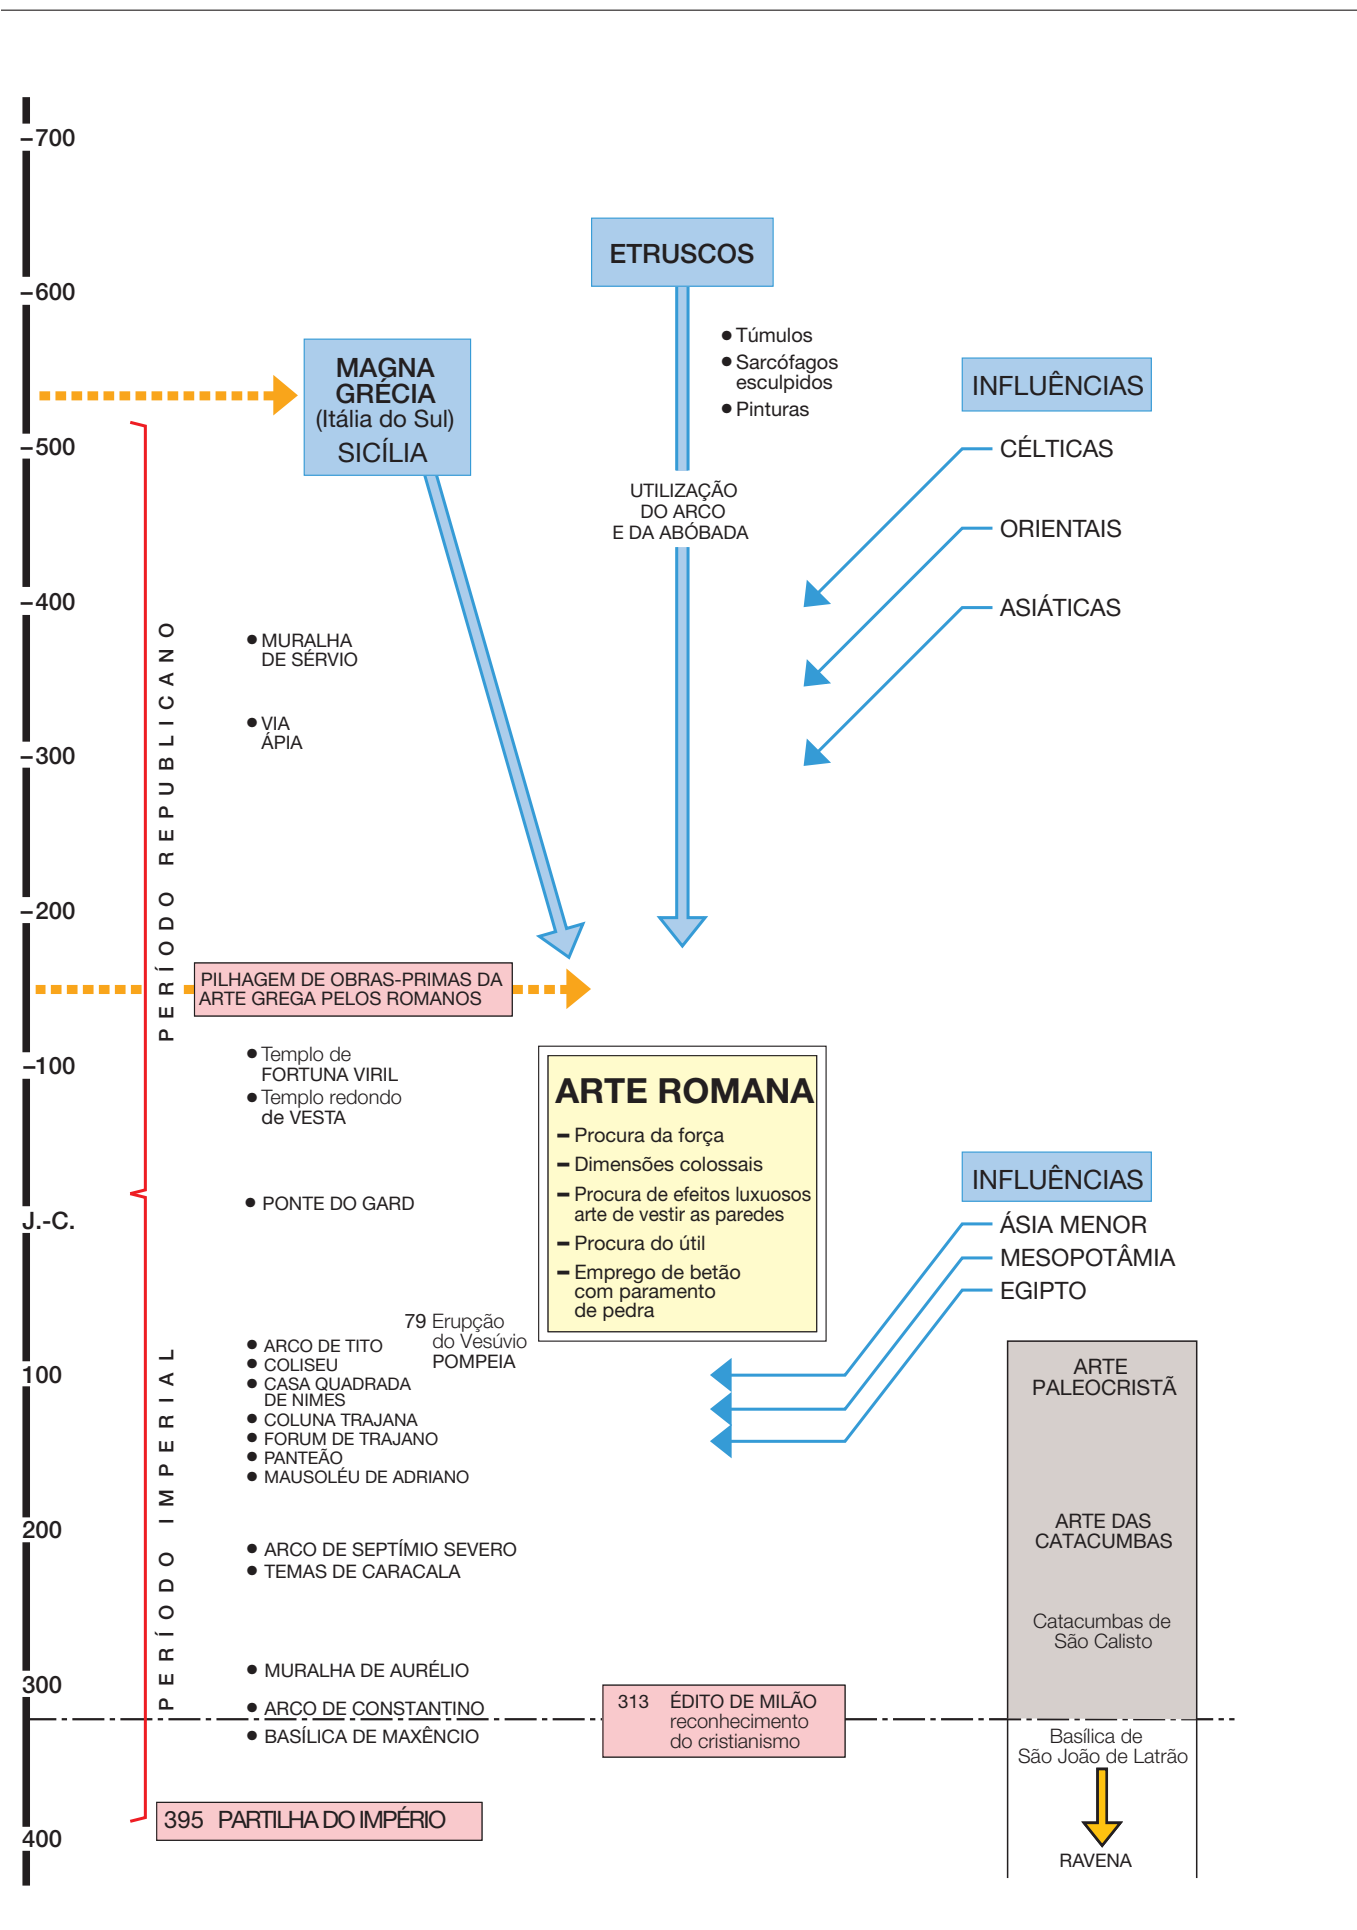 –700
–600
–500
–400
–300
–200
–100
J.-C.
100
200
300
400
ETRUSCOS
Túmulos
Sarcófagos
esculpidos
Pinturas
UTILIZAÇÃO
DO ARCO
E DA ABÓBADA
MAGNA
GRÉCIA
(Itália do Sul)
SICÍLIA
INFLUÊNCIAS
CÉLTICAS
ORIENTAIS
ASIÁTICAS
PERÍODO REPUBLICANO
MURALHA
DE SÉRVIO
VIA
ÁPIA
PILHAGEM DE OBRAS-PRIMAS DA
ARTE GREGA PELOS ROMANOS
Templo de
FORTUNA VIRIL
Templo redondo
de VESTA
ARTE ROMANA
– Procura da força
– Dimensões colossais
– Procura de efeitos luxuosos
arte de vestir as paredes
– Procura do útil
– Emprego de betão
com paramento
de pedra
INFLUÊNCIAS
ÁSIA MENOR
MESOPOTÂMIA
EGIPTO
PERÍODO IMPERIAL
PONTE DO GARD
79 Erupção
do Vesúvio
POMPEIA
ARCO DE TITO
COLISEU
CASA QUADRADA
DE NIMES
COLUNA TRAJANA
FORUM DE TRAJANO
PANTEÃO
MAUSOLÉU DE ADRIANO
ARCO DE SEPTÍMIO SEVERO
TEMAS DE CARACALA
MURALHA DE AURÉLIO
ARCO DE CONSTANTINO
BASÍLICA DE MAXÊNCIO
313 ÉDITO DE MILÃO
reconhecimento
do cristianismo
395 PARTILHA DO IMPÉRIO
ARTE
PALEOCRISTÃ
ARTE DAS
CATACUMBAS
Catacumbas de
São Calisto
Basílica de
São João de Latrão
RAVENA